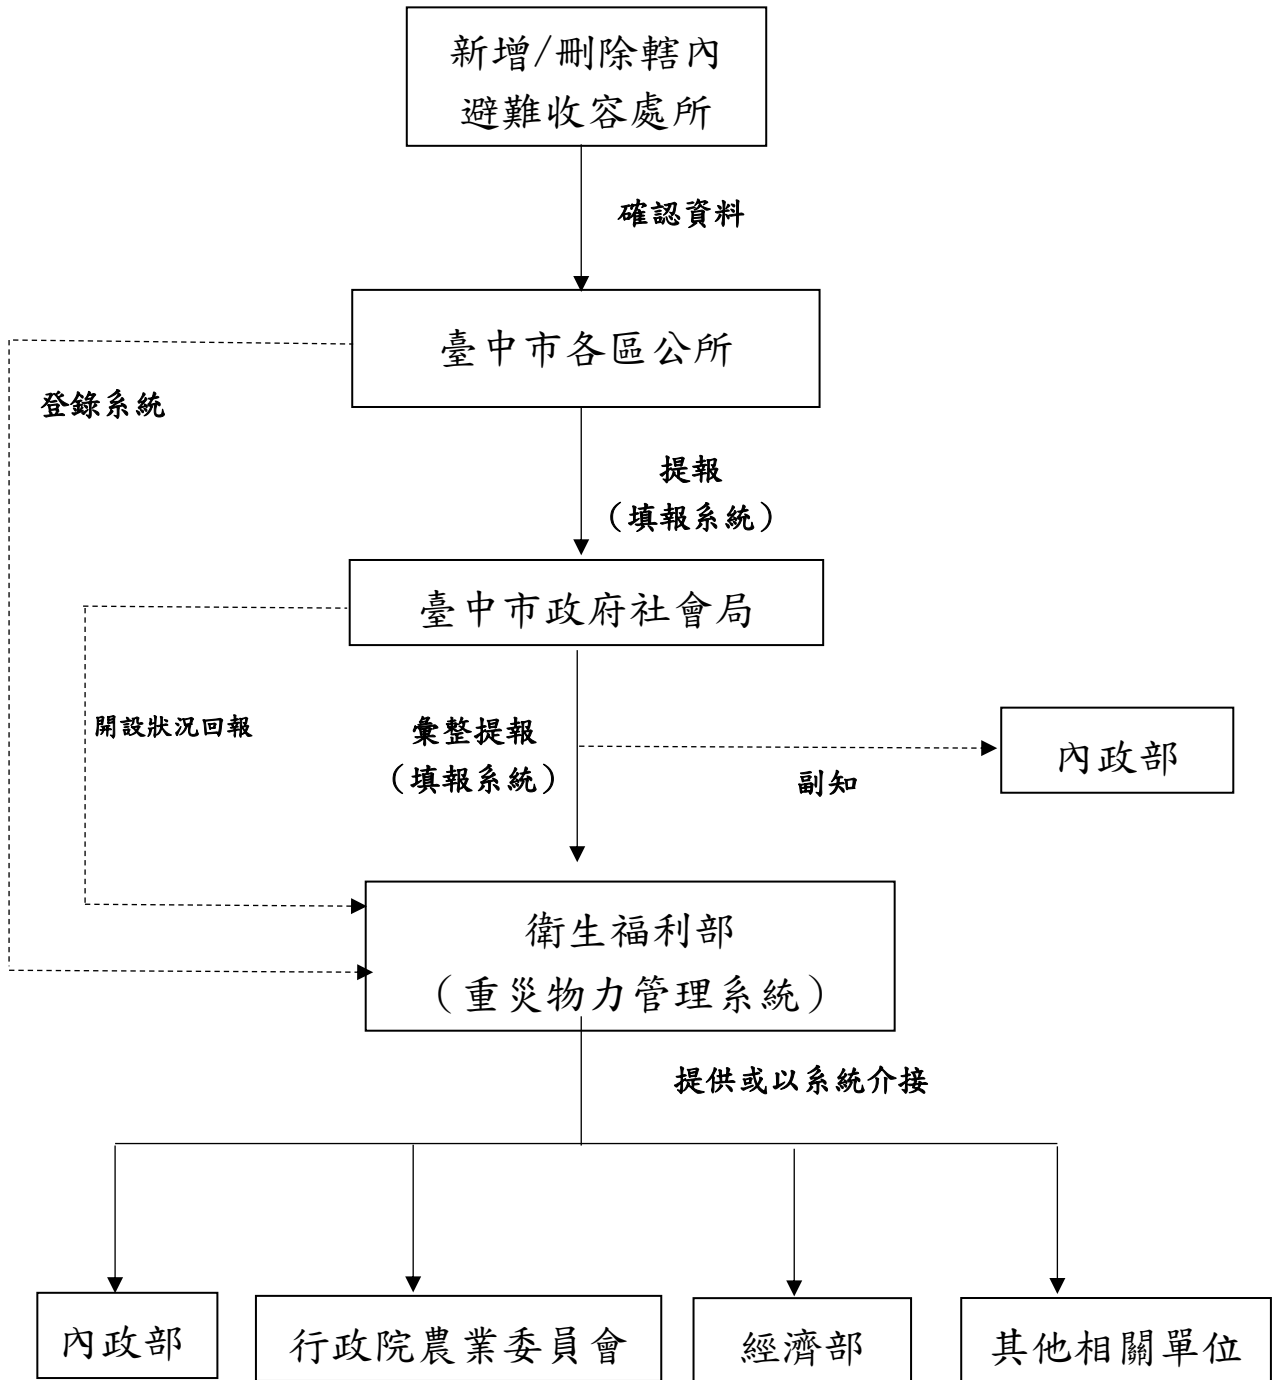 新增/刪除轄內
避難收容處所
確認資料
臺中市各區公所
登錄系統
提報
（填報系統）
臺中市政府社會局
開設狀況回報
彙整提報
（填報系統）
副知
內政部
衛生福利部
（重災物力管理系統）
提供或以系統介接
內政部
行政院農業委員會
經濟部
其他相關單位